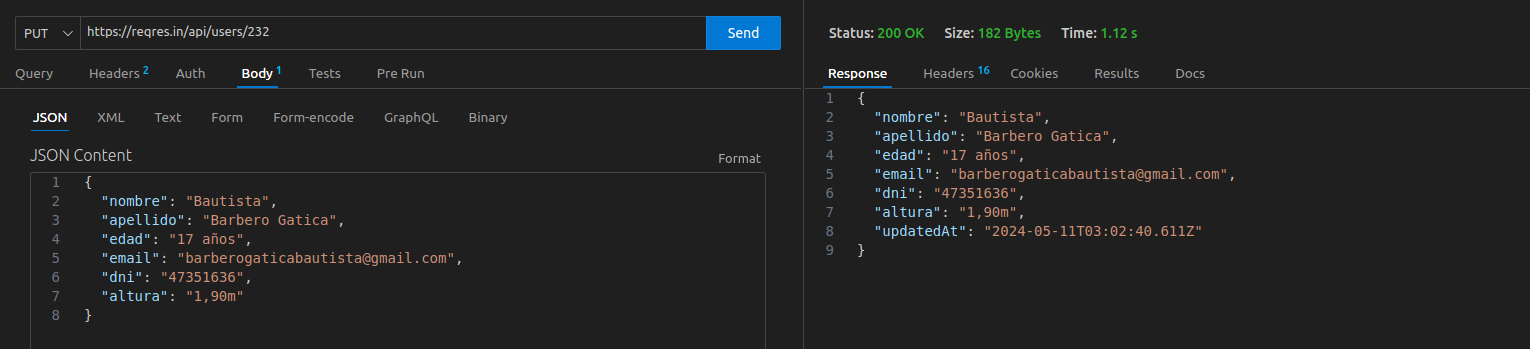 PUT https://reqres.in/api/users/232 Send
Query Headers 2 Auth Body 1 Tests Pre Run
JSON XML Text Form Form-encode GraphQL Binary
JSON Content Format
1 {
2 "nombre": "Bautista",
3 "apellido": "Barbero Gatica",
4 "edad": "17 años",
5 "email": "barberogaticabautista@gmail.com",
6 "dni": "47351636",
7 "altura": "1,90m"
8 }
Status: 200 OK Size: 182 Bytes Time: 1.12 s
Response Headers 16 Cookies Results Docs
1 {
2 "nombre": "Bautista",
3 "apellido": "Barbero Gatica",
4 "edad": "17 años",
5 "email": "barberogaticabautista@gmail.com",
6 "dni": "47351636",
7 "altura": "1,90m",
8 "updatedAt": "2024-05-11T03:02:40.611Z"
9 }